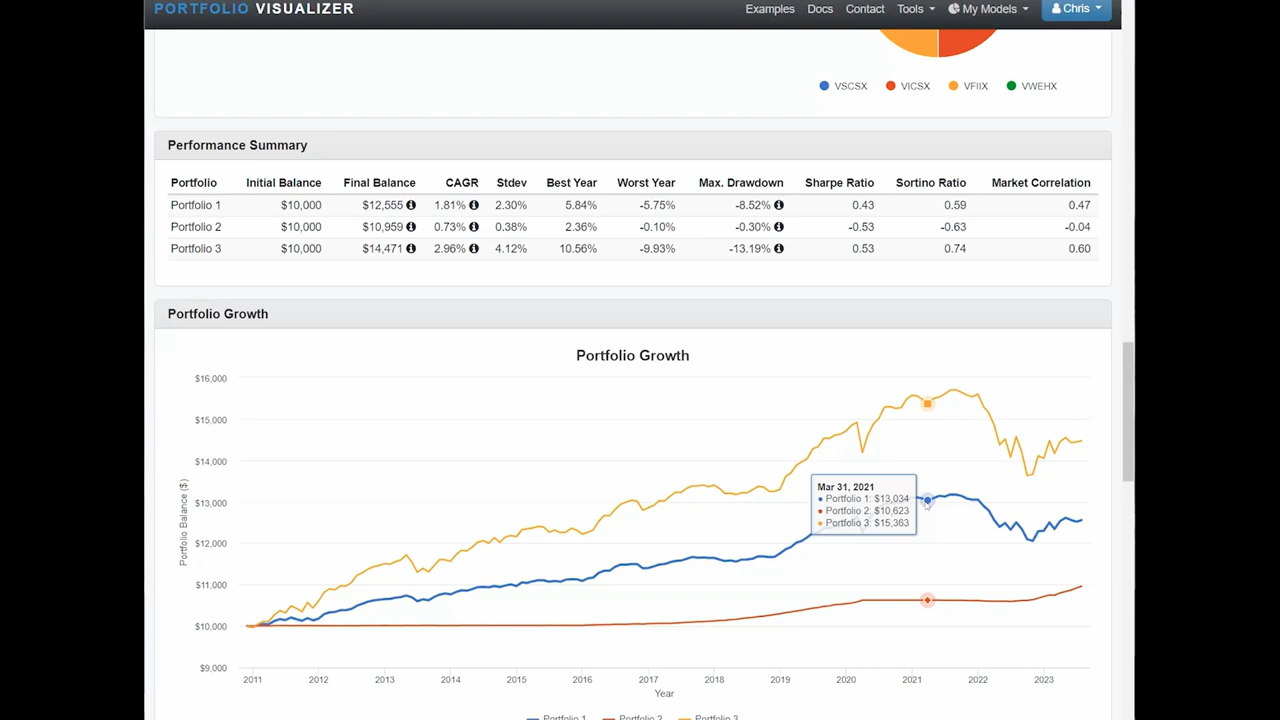 PORTFOLIO VISUALIZER Examples Docs Contact Tools My Models Chris
VSCSX VICSX VFIIX VWEHX
Performance Summary
Portfolio Initial Balance Final Balance CAGR Stdev Best Year Worst Year Max. Drawdown Sharpe Ratio Sortino Ratio Market Correlation
Portfolio 1 $10,000 $12,555 1.81% 2.30% 5.84% -5.75% -8.52% 0.43 0.59 0.47
Portfolio 2 $10,000 $10,959 0.73% 0.38% 2.36% -0.10% -0.30% -0.53 -0.63 -0.04
Portfolio 3 $10,000 $14,471 2.96% 4.12% 10.56% -9.93% -13.19% 0.53 0.74 0.60
Portfolio Growth
Portfolio Growth
$16,000
$15,000
$14,000
$13,000
$12,000
$11,000
$10,000
$9,000
Portfolio Balance ($)
Mar 31, 2021
Portfolio 1: $13,034
Portfolio 2: $10,623
Portfolio 3: $15,363
2011 2012 2013 2014 2015 2016 2017 2018 2019 2020 2021 2022 2023
Year
Portfolio 1 Portfolio 2 Portfolio 3